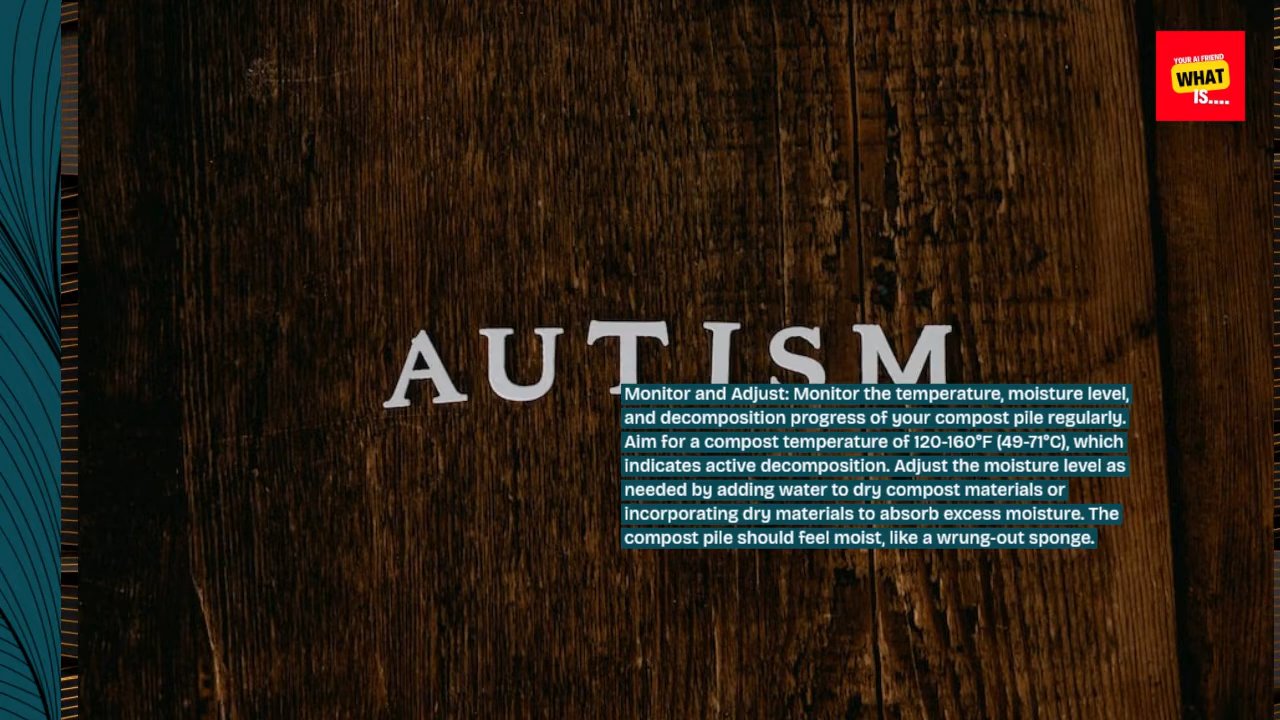 YOUR AI FRIEND
WHAT
IS....
AUTISM
Monitor and Adjust: Monitor the temperature, moisture level,
and decomposition progress of your compost pile regularly.
Aim for a compost temperature of 120-160°F (49-71°C), which
indicates active decomposition. Adjust the moisture level as
needed by adding water to dry compost materials or
incorporating dry materials to absorb excess moisture. The
compost pile should feel moist, like a wrung-out sponge.